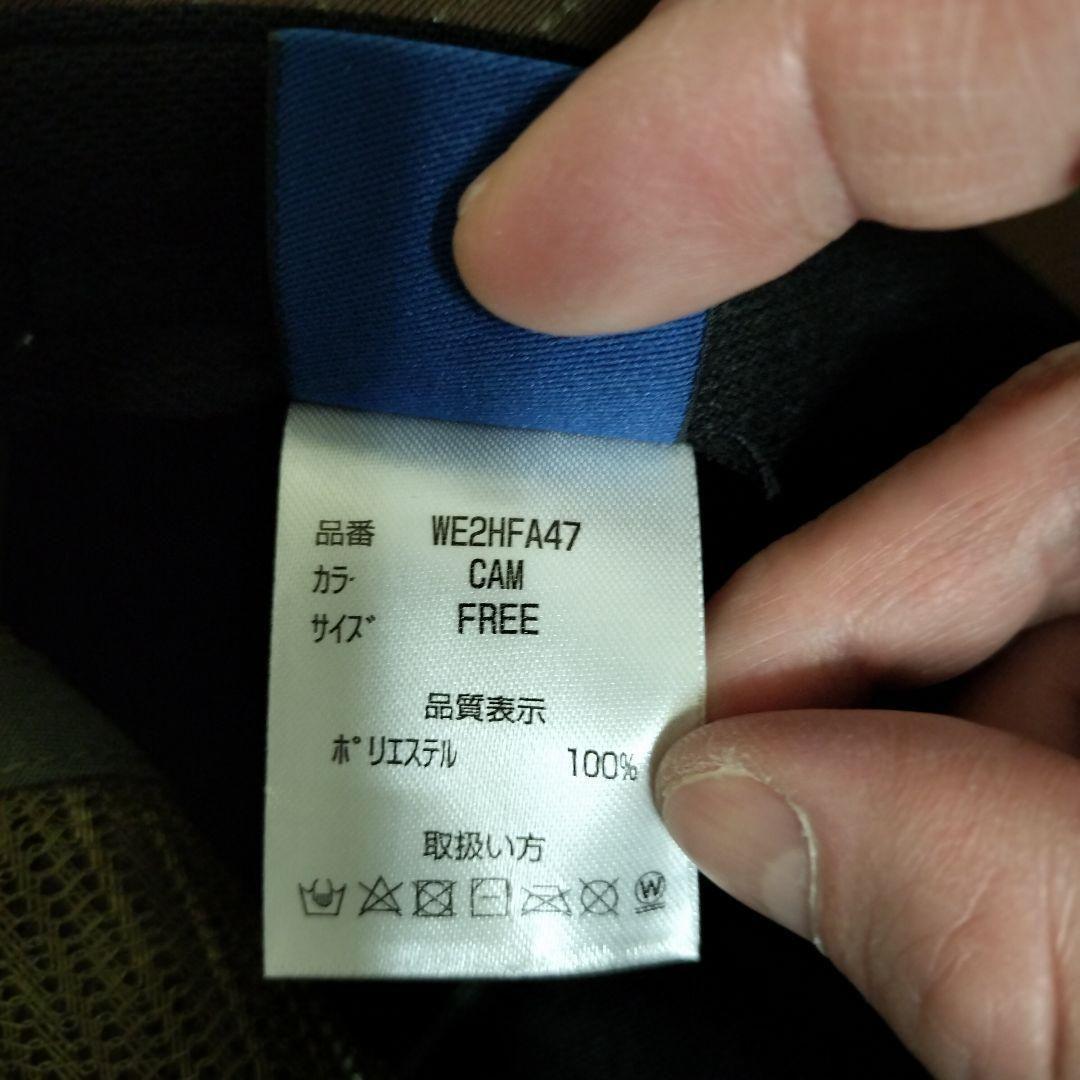 品番 WE2HFA47
カラー CAM
サイズ FREE
品質表示
ポリエステル 100%
取扱い方
W